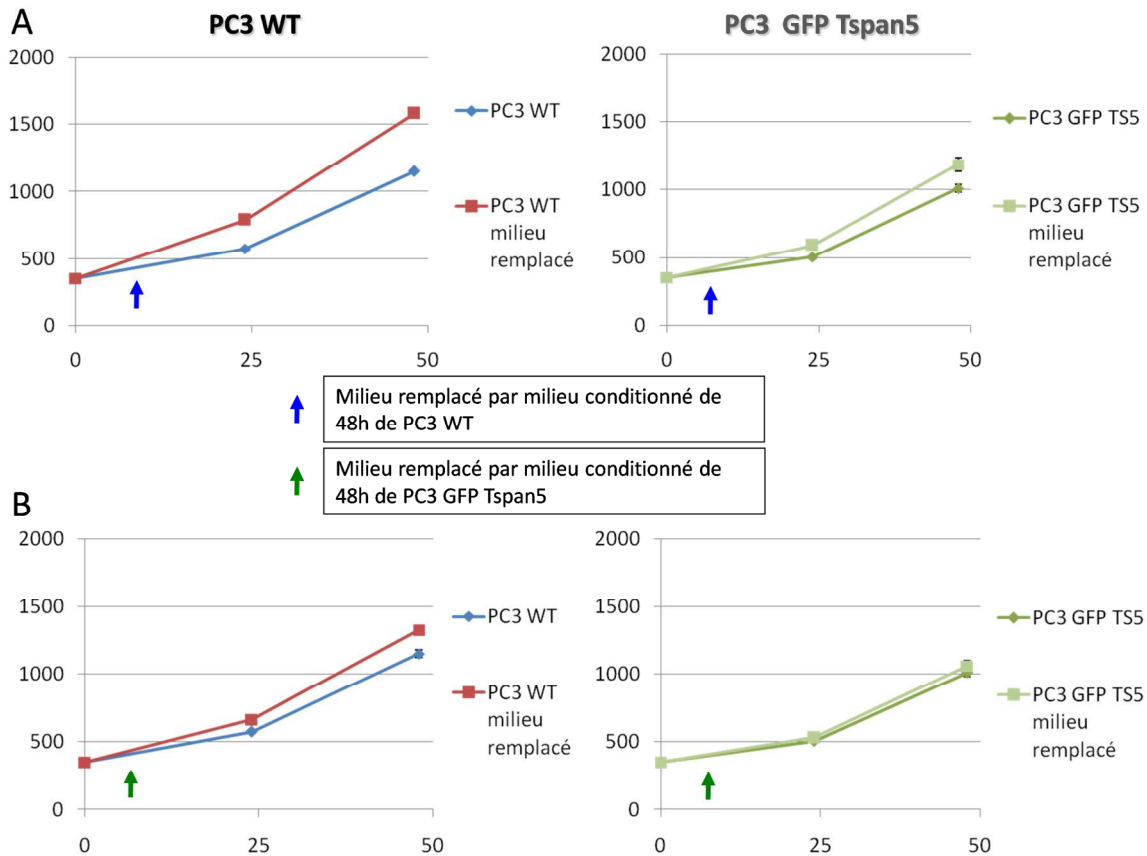 A
PC3 WT
PC3 GFP Tspan5
2000
1500
1000
500
0
0
25
50
PC3 WT
PC3 WT
milieu
remplacé
2000
1500
1000
500
0
0
25
50
PC3 GFP TS5
PC3 GFP TS5
milieu
remplacé
Milieu remplacé par milieu conditionné de
48h de PC3 WT
Milieu remplacé par milieu conditionné de
48h de PC3 GFP Tspan5
B
2000
1500
1000
500
0
0
25
50
PC3 WT
PC3 WT
milieu
remplacé
2000
1500
1000
500
0
0
25
50
PC3 GFP TS5
PC3 GFP TS5
milieu
remplacé